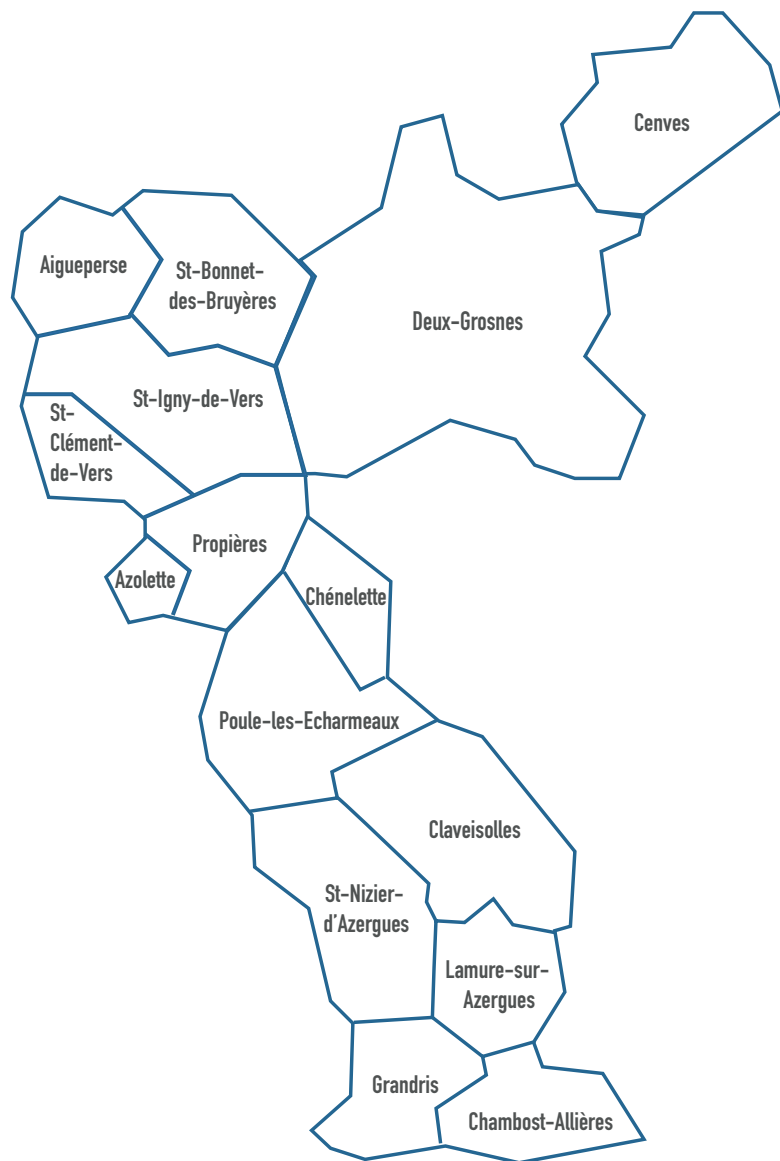 Cenves
Aigueperse
St-Bonnet-
des-Bruyères
Deux-Grosnes
St-Igny-de-Vers
St-
Clément-
de-Vers
Propières
Azolette
Chénelette
Poule-les-Echarmeaux
Claveisolles
St-Nizier-
d'Azergues
Lamure-sur-
Azergues
Grandris
Chambost-Allières